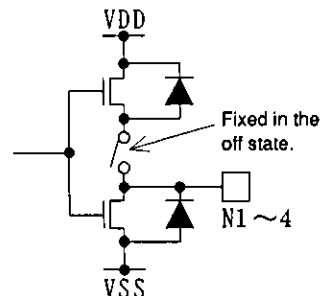 VDD
Fixed in the
off state.
N1～4
VSS